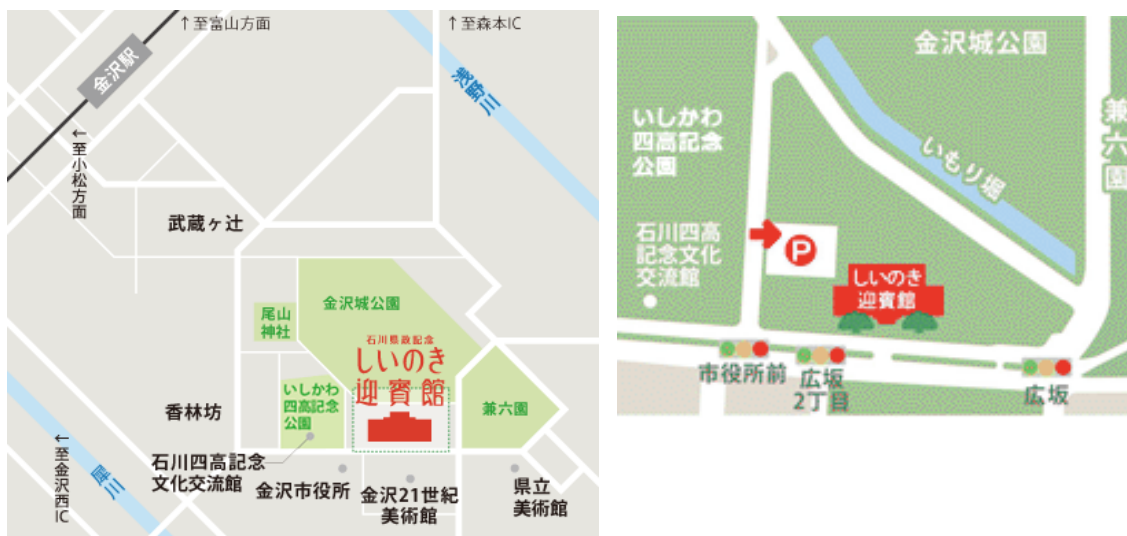 ↑至富山方面
↑至森本IC
金沢駅
浅野川
←至小松方面
武蔵ヶ辻
金沢城公園
尾山
神社
石川県政記念
しいのき
迎賓館
いしかわ
四高記念
公園
兼六園
香林坊
石川四高記念
文化交流館
金沢市役所
金沢21世紀
美術館
県立
美術館
←至金沢西IC
犀川
金沢城公園
兼六園
いしかわ
四高記念
公園
いもり堀
石川四高
記念文化
交流館
P
しいのき
迎賓館
市役所前
広坂
2丁目
広坂